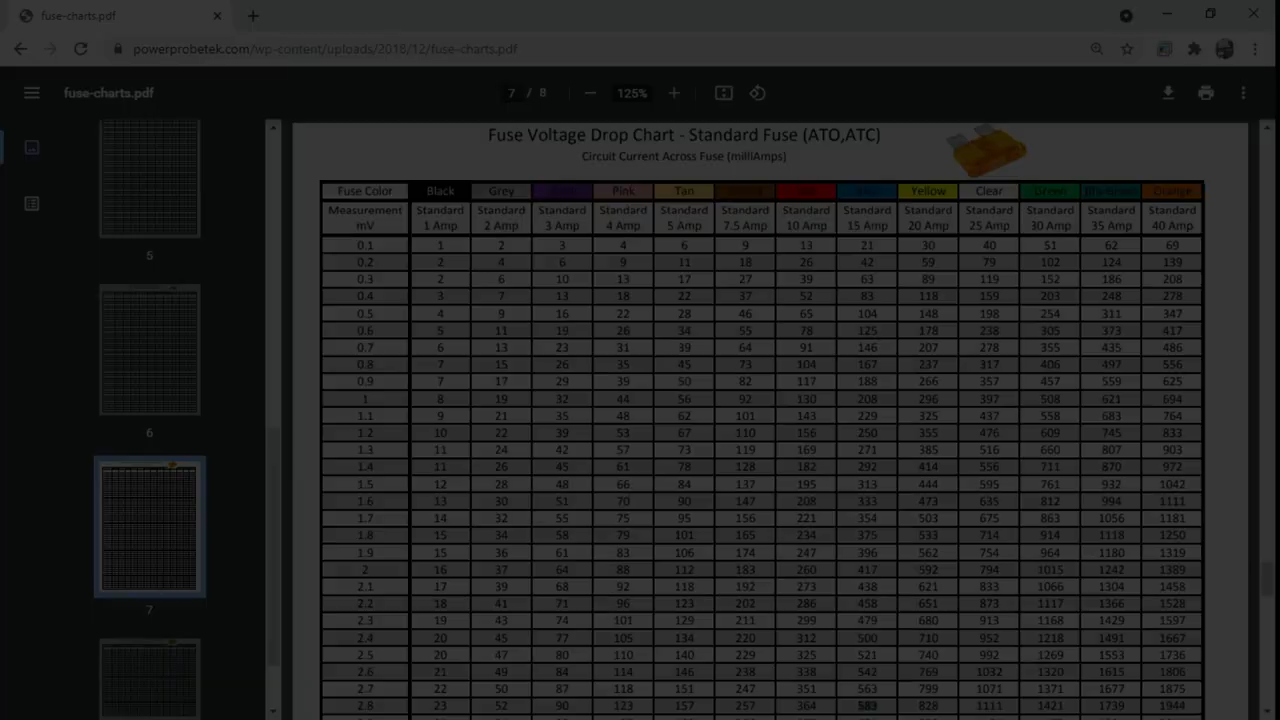 fuse-charts.pdf
powerprobetek.com/wp-content/uploads/2018/12/fuse-charts.pdf
fuse-charts.pdf 7 / 8 125%
Fuse Voltage Drop Chart - Standard Fuse (ATO,ATC)
Circuit Current Across Fuse (milliAmps)
Fuse Color Black Grey Pink Tan Yellow Clear Green Orange
Measurement mV Standard 1 Amp Standard 2 Amp Standard 3 Amp Standard 4 Amp Standard 5 Amp Standard 7.5 Amp Standard 10 Amp Standard 15 Amp Standard 20 Amp Standard 25 Amp Standard 30 Amp Standard 35 Amp Standard 40 Amp
0.1 1 2 3 4 6 9 13 21 30 40 51 62 69
0.2 2 4 6 9 11 18 26 42 59 79 102 124 139
0.3 2 6 10 13 17 27 39 63 89 119 152 186 208
0.4 3 7 13 18 22 37 52 83 118 159 203 248 278
0.5 4 9 16 22 28 46 65 104 148 198 254 311 347
0.6 5 11 19 26 34 55 78 125 178 238 305 373 417
0.7 6 13 23 31 39 64 91 146 207 278 355 435 486
0.8 7 15 26 35 45 73 104 167 237 317 406 497 556
0.9 7 17 29 39 50 82 117 188 266 357 457 559 625
1 8 19 32 44 56 92 130 208 296 397 508 621 694
1.1 9 21 35 48 62 101 143 229 325 437 558 683 764
1.2 10 22 39 53 67 110 156 250 355 476 609 745 833
1.3 11 24 42 57 73 119 169 271 385 516 660 807 903
1.4 11 26 45 61 78 128 182 292 414 556 711 870 972
1.5 12 28 48 66 84 137 195 313 444 595 761 932 1042
1.6 13 30 51 70 90 147 208 333 473 635 812 994 1111
1.7 14 32 55 75 95 156 221 354 503 675 863 1056 1181
1.8 15 34 58 79 101 165 234 375 533 714 914 1118 1250
1.9 15 36 61 83 106 174 247 396 562 754 964 1180 1319
2 16 37 64 88 112 183 260 417 592 794 1015 1242 1389
2.1 17 39 68 92 118 192 273 438 621 833 1066 1304 1458
2.2 18 41 71 96 123 202 286 458 651 873 1117 1366 1528
2.3 19 43 74 101 129 211 299 479 680 913 1168 1429 1597
2.4 20 45 77 105 134 220 312 500 710 952 1218 1491 1667
2.5 20 47 80 110 140 229 325 521 740 992 1269 1553 1736
2.6 21 49 84 114 146 238 338 542 769 1032 1320 1615 1806
2.7 22 50 87 118 151 247 351 563 799 1071 1371 1677 1875
2.8 23 52 90 123 157 257 364 583 828 1111 1421 1739 1944
5
6
7